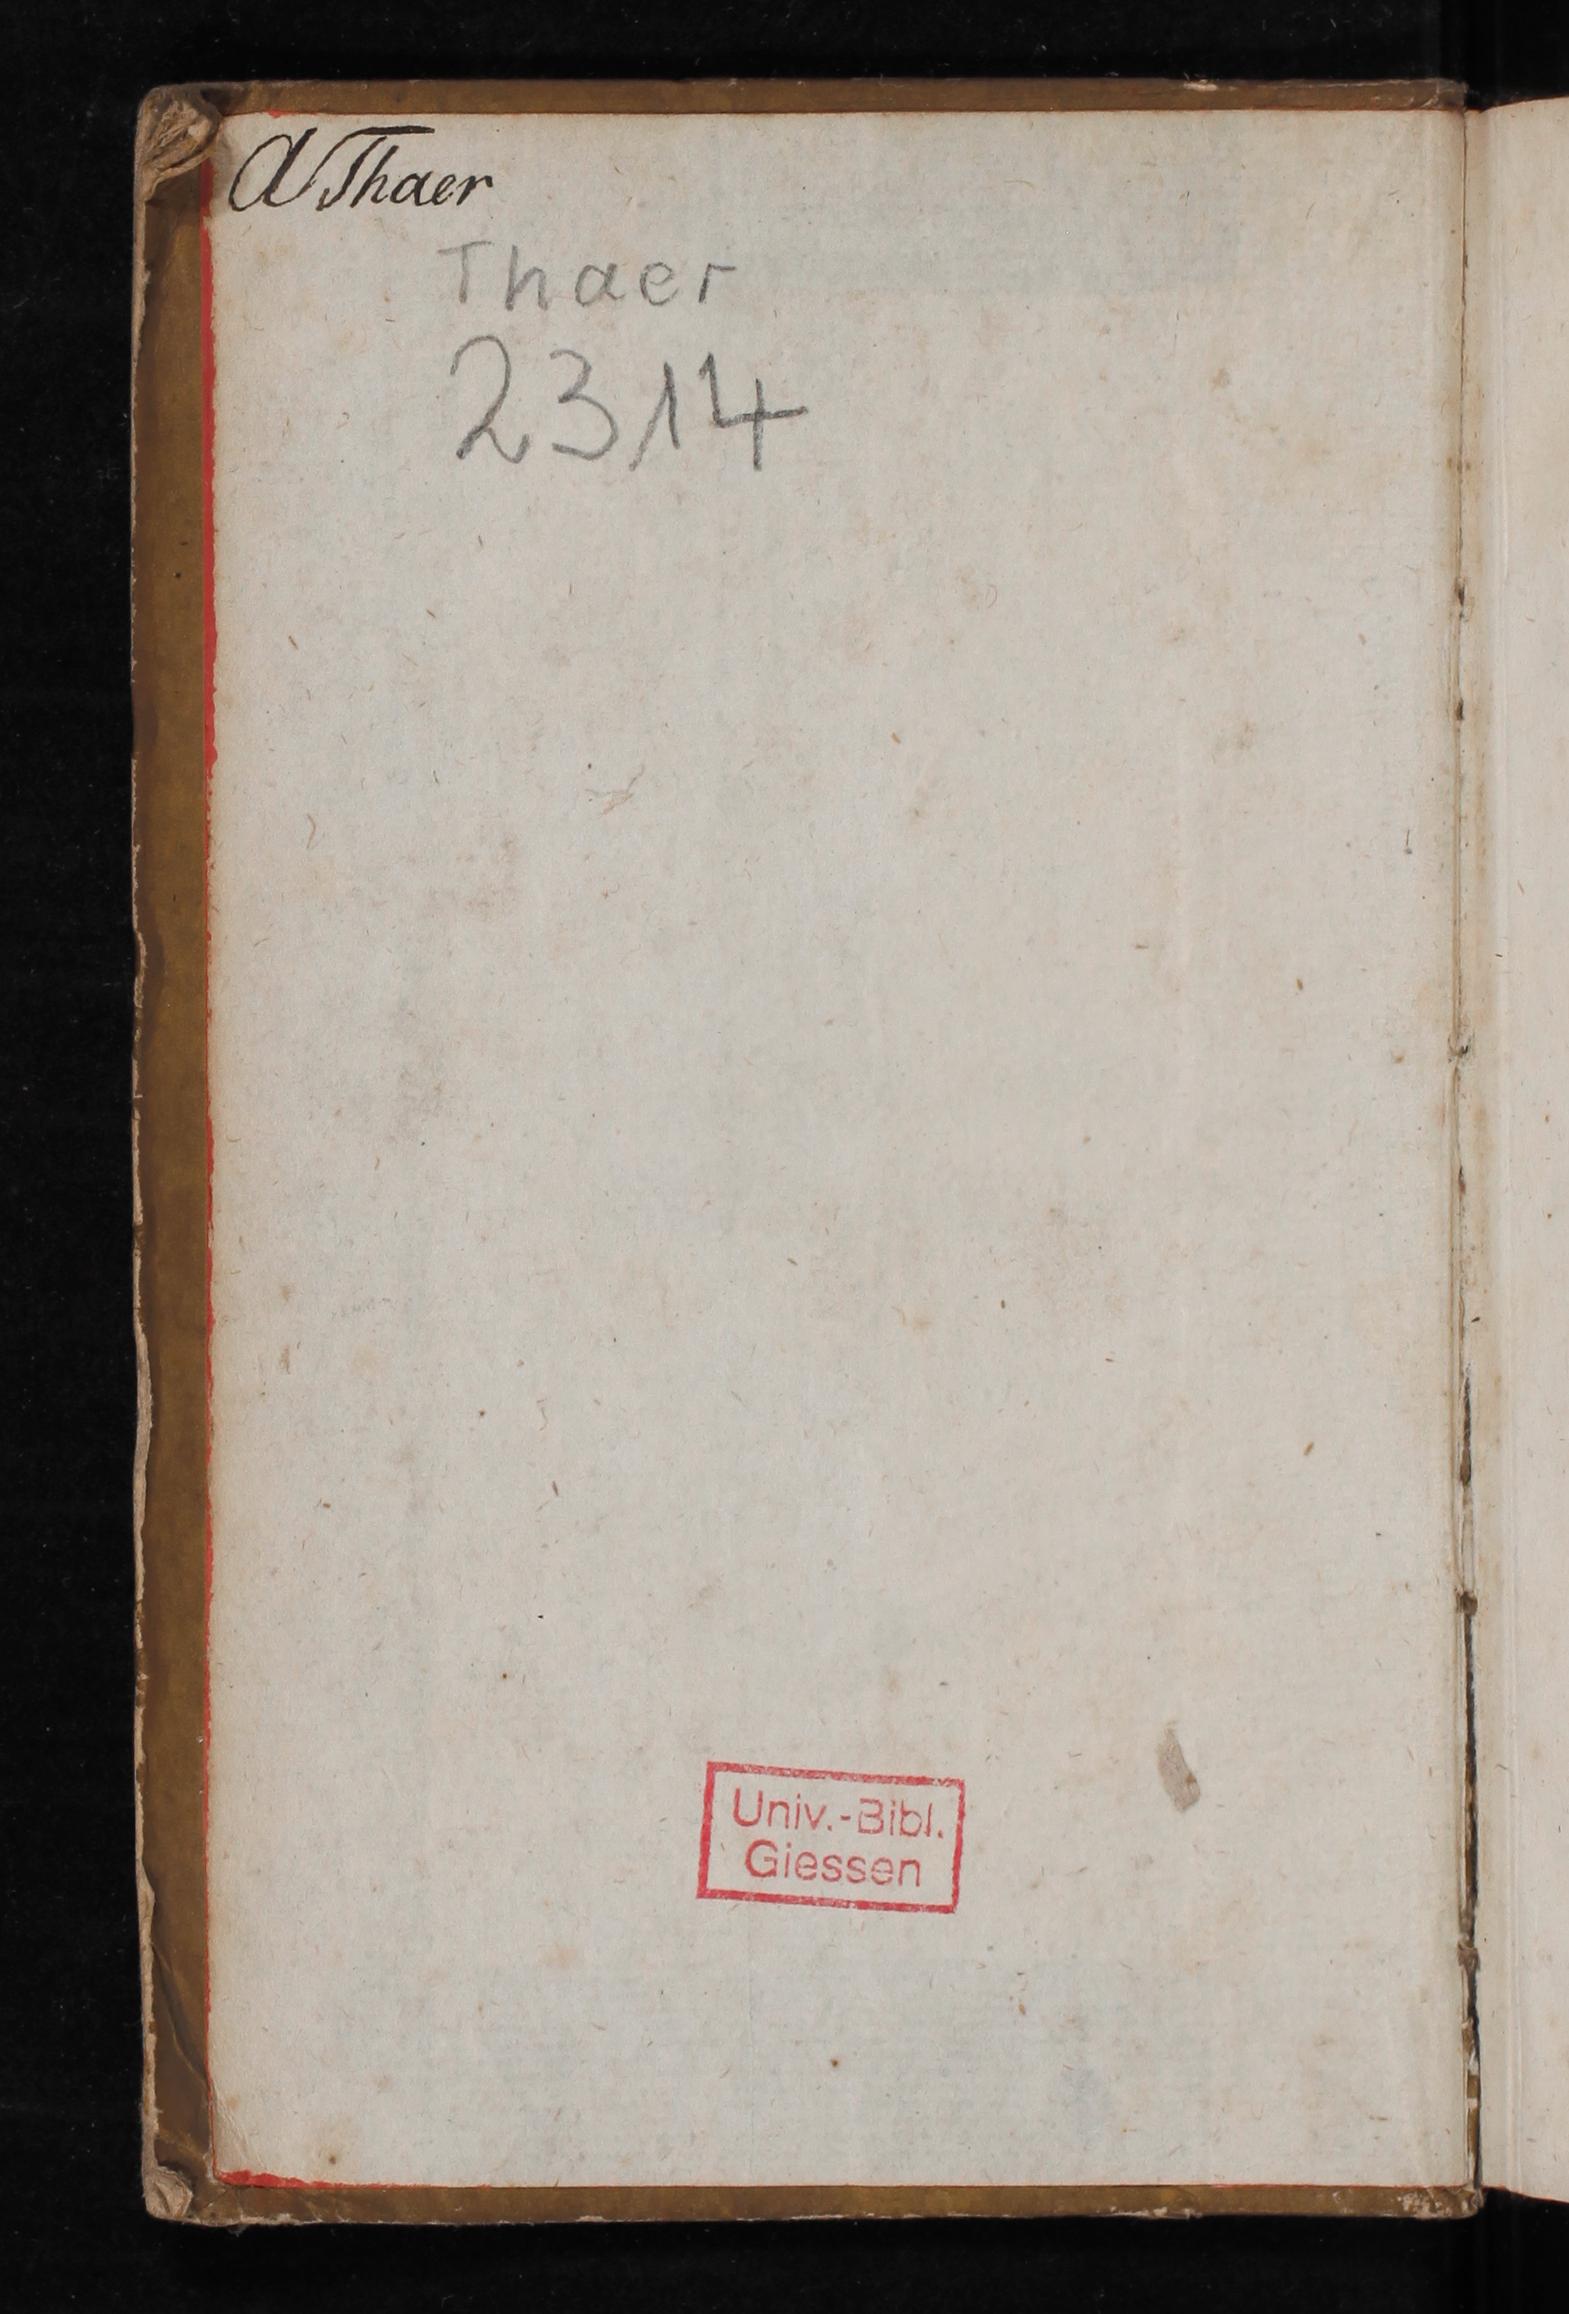 A Thaer
Thaer
2314
Univ.-Bibl.
Giessen